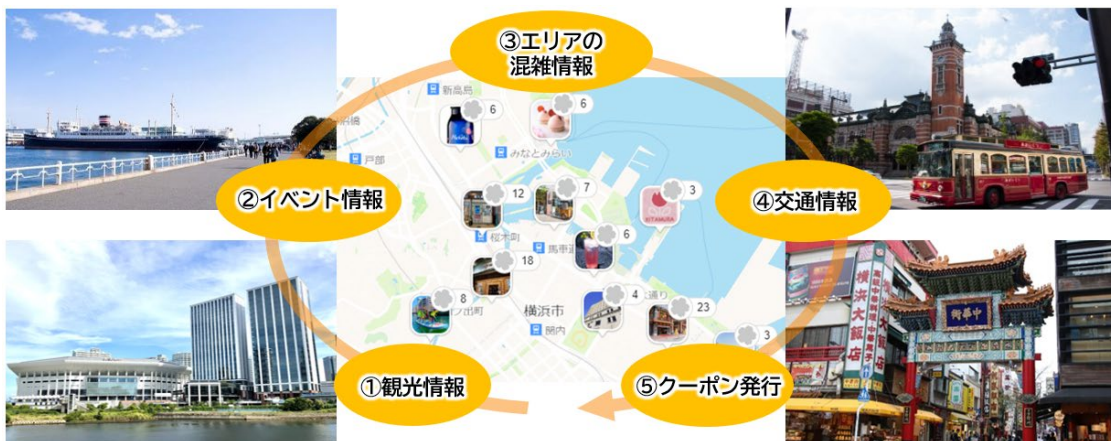 ③エリアの
混雑情報
新高島
6
6
みなとみらい
戸部
②イベント情報
12
7
3
④交通情報
KITAMURA
桜木町
馬車道
6
18
8
4
通り
23
横浜市
関内
3
①観光情報
⑤クーポン発行
中華街
横浜大飯店